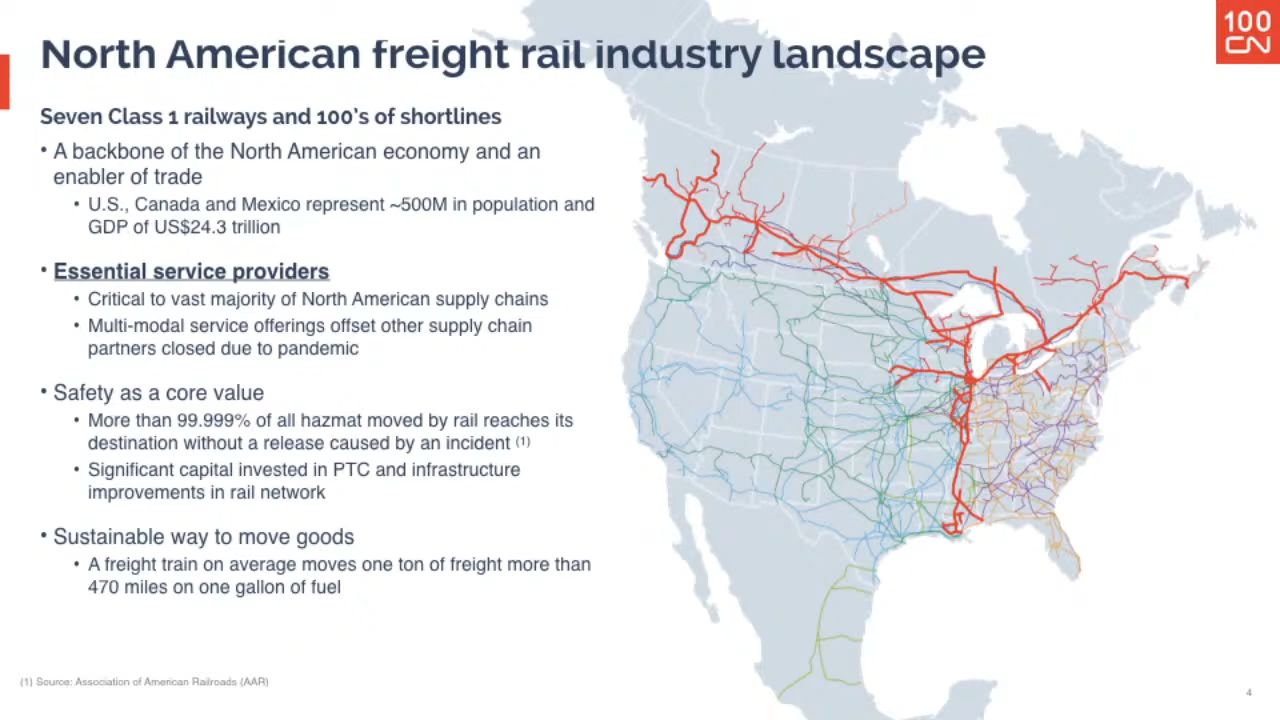 North American freight rail industry landscape
100
CN
Seven Class 1 railways and 100's of shortlines
• A backbone of the North American economy and an
enabler of trade
• U.S., Canada and Mexico represent ~500M in population and
GDP of US$24.3 trillion
• Essential service providers
• Critical to vast majority of North American supply chains
• Multi-modal service offerings offset other supply chain
partners closed due to pandemic
• Safety as a core value
• More than 99.999% of all hazmat moved by rail reaches its
destination without a release caused by an incident (1)
• Significant capital invested in PTC and infrastructure
improvements in rail network
• Sustainable way to move goods
• A freight train on average moves one ton of freight more than
470 miles on one gallon of fuel
(1) Source: Association of American Railroads (AAR)
4